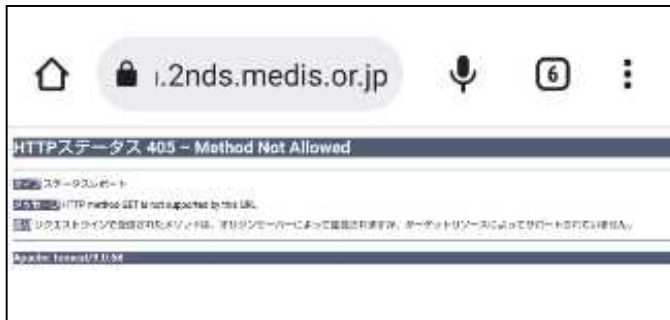 ı.2nds.medis.or.jp
6
HTTPステータス 405 – Method Not Allowed
ステータスレポート
HTTP method GET is not supported by this URL
説明 リクエストラインで受信されたメソッドは、オリジンサーバーによって認識されますが、ターゲットリソースによってサポートされていません。
Apache Tomcat/9.0.64